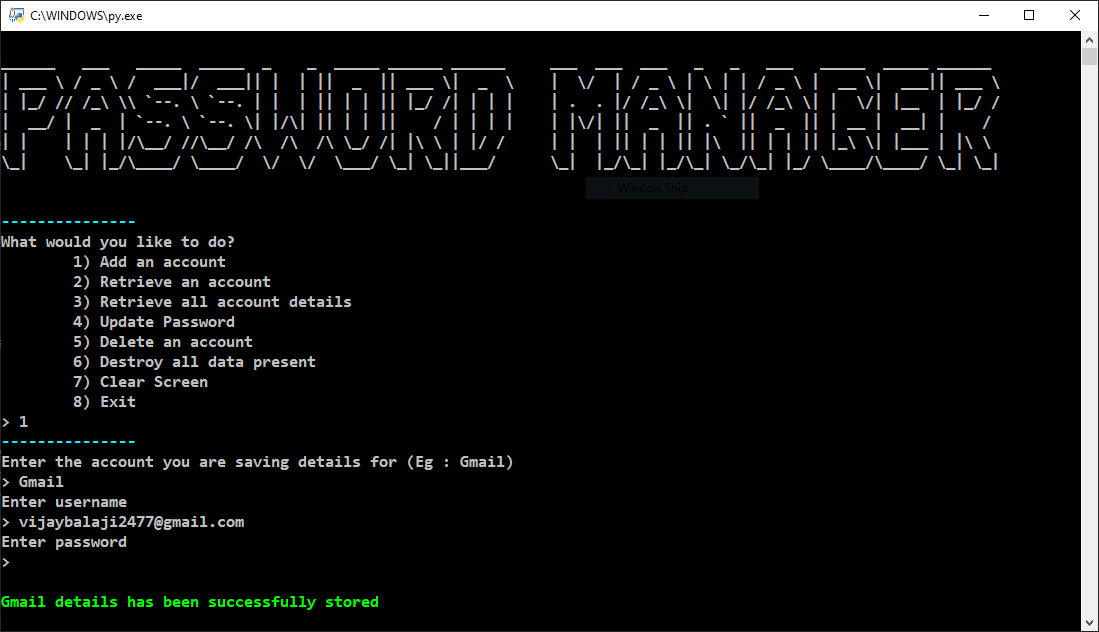 C:\WINDOWS\py.exe
PASSWORD MANAGER
Window Snip
---------------
What would you like to do?
1) Add an account
2) Retrieve an account
3) Retrieve all account details
4) Update Password
5) Delete an account
6) Destroy all data present
7) Clear Screen
8) Exit
> 1
---------------
Enter the account you are saving details for (Eg : Gmail)
> Gmail
Enter username
> vijaybalaji2477@gmail.com
Enter password
>
Gmail details has been successfully stored